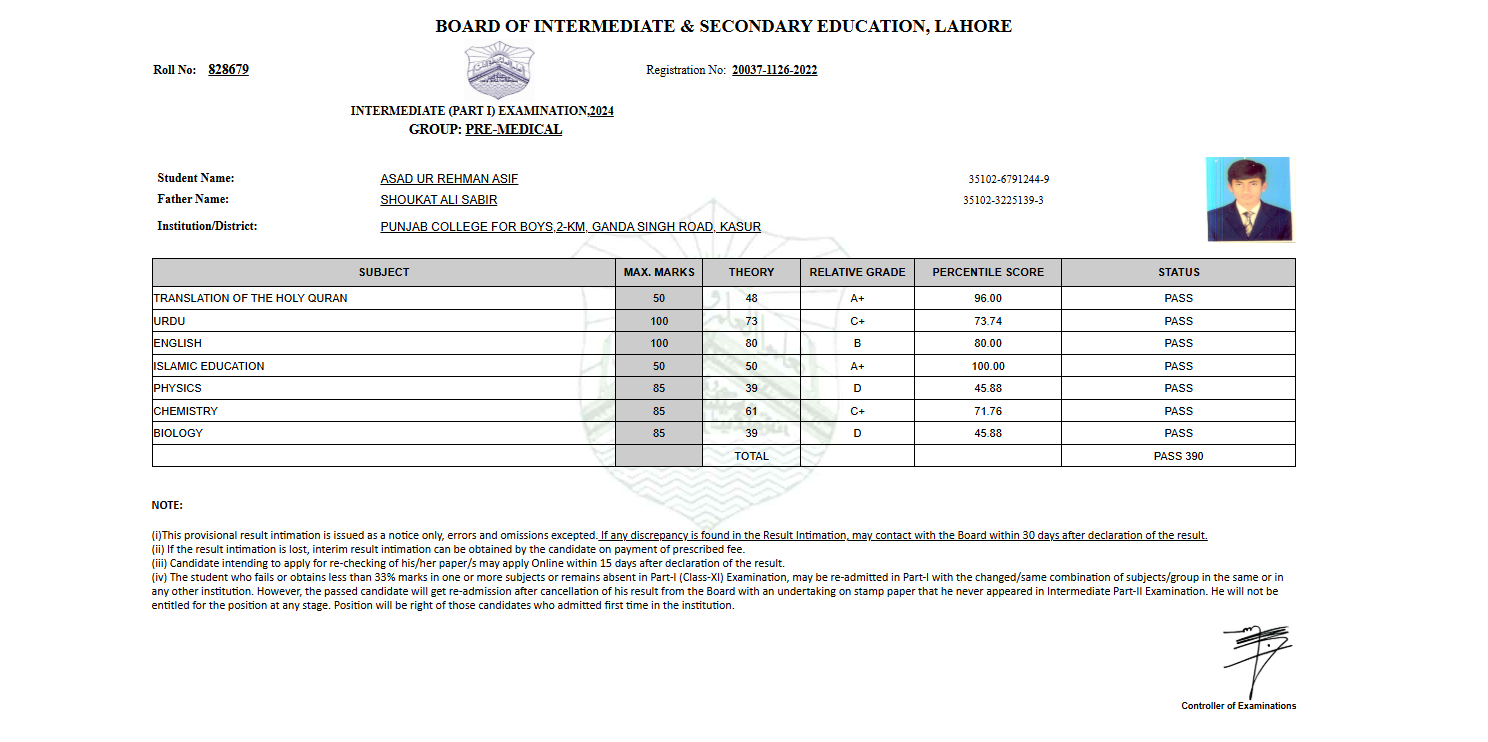 BOARD OF INTERMEDIATE & SECONDARY EDUCATION, LAHORE
Roll No: 828679
Registration No: 20037-1126-2022
INTERMEDIATE (PART I) EXAMINATION,2024
GROUP: PRE-MEDICAL
Student Name: ASAD UR REHMAN ASIF 35102-6791244-9
Father Name: SHOUKAT ALI SABIR 35102-3225139-3
Institution/District: PUNJAB COLLEGE FOR BOYS,2-KM, GANDA SINGH ROAD, KASUR
SUBJECT MAX. MARKS THEORY RELATIVE GRADE PERCENTILE SCORE STATUS
TRANSLATION OF THE HOLY QURAN 50 48 A+ 96.00 PASS
URDU 100 73 C+ 73.74 PASS
ENGLISH 100 80 B 80.00 PASS
ISLAMIC EDUCATION 50 50 A+ 100.00 PASS
PHYSICS 85 39 D 45.88 PASS
CHEMISTRY 85 61 C+ 71.76 PASS
BIOLOGY 85 39 D 45.88 PASS
TOTAL PASS 390
NOTE:
(i)This provisional result intimation is issued as a notice only, errors and omissions excepted. If any discrepancy is found in the Result Intimation, may contact with the Board within 30 days after declaration of the result.
(ii) If the result intimation is lost, interim result intimation can be obtained by the candidate on payment of prescribed fee.
(iii) Candidate intending to apply for re-checking of his/her paper/s may apply Online within 15 days after declaration of the result.
(iv) The student who fails or obtains less than 33% marks in one or more subjects or remains absent in Part-I (Class-XI) Examination, may be re-admitted in Part-I with the changed/same combination of subjects/group in the same or in
any other institution. However, the passed candidate will get re-admission after cancellation of his result from the Board with an undertaking on stamp paper that he never appeared in Intermediate Part-II Examination. He will not be
entitled for the position at any stage. Position will be right of those candidates who admitted first time in the institution.
Controller of Examinations